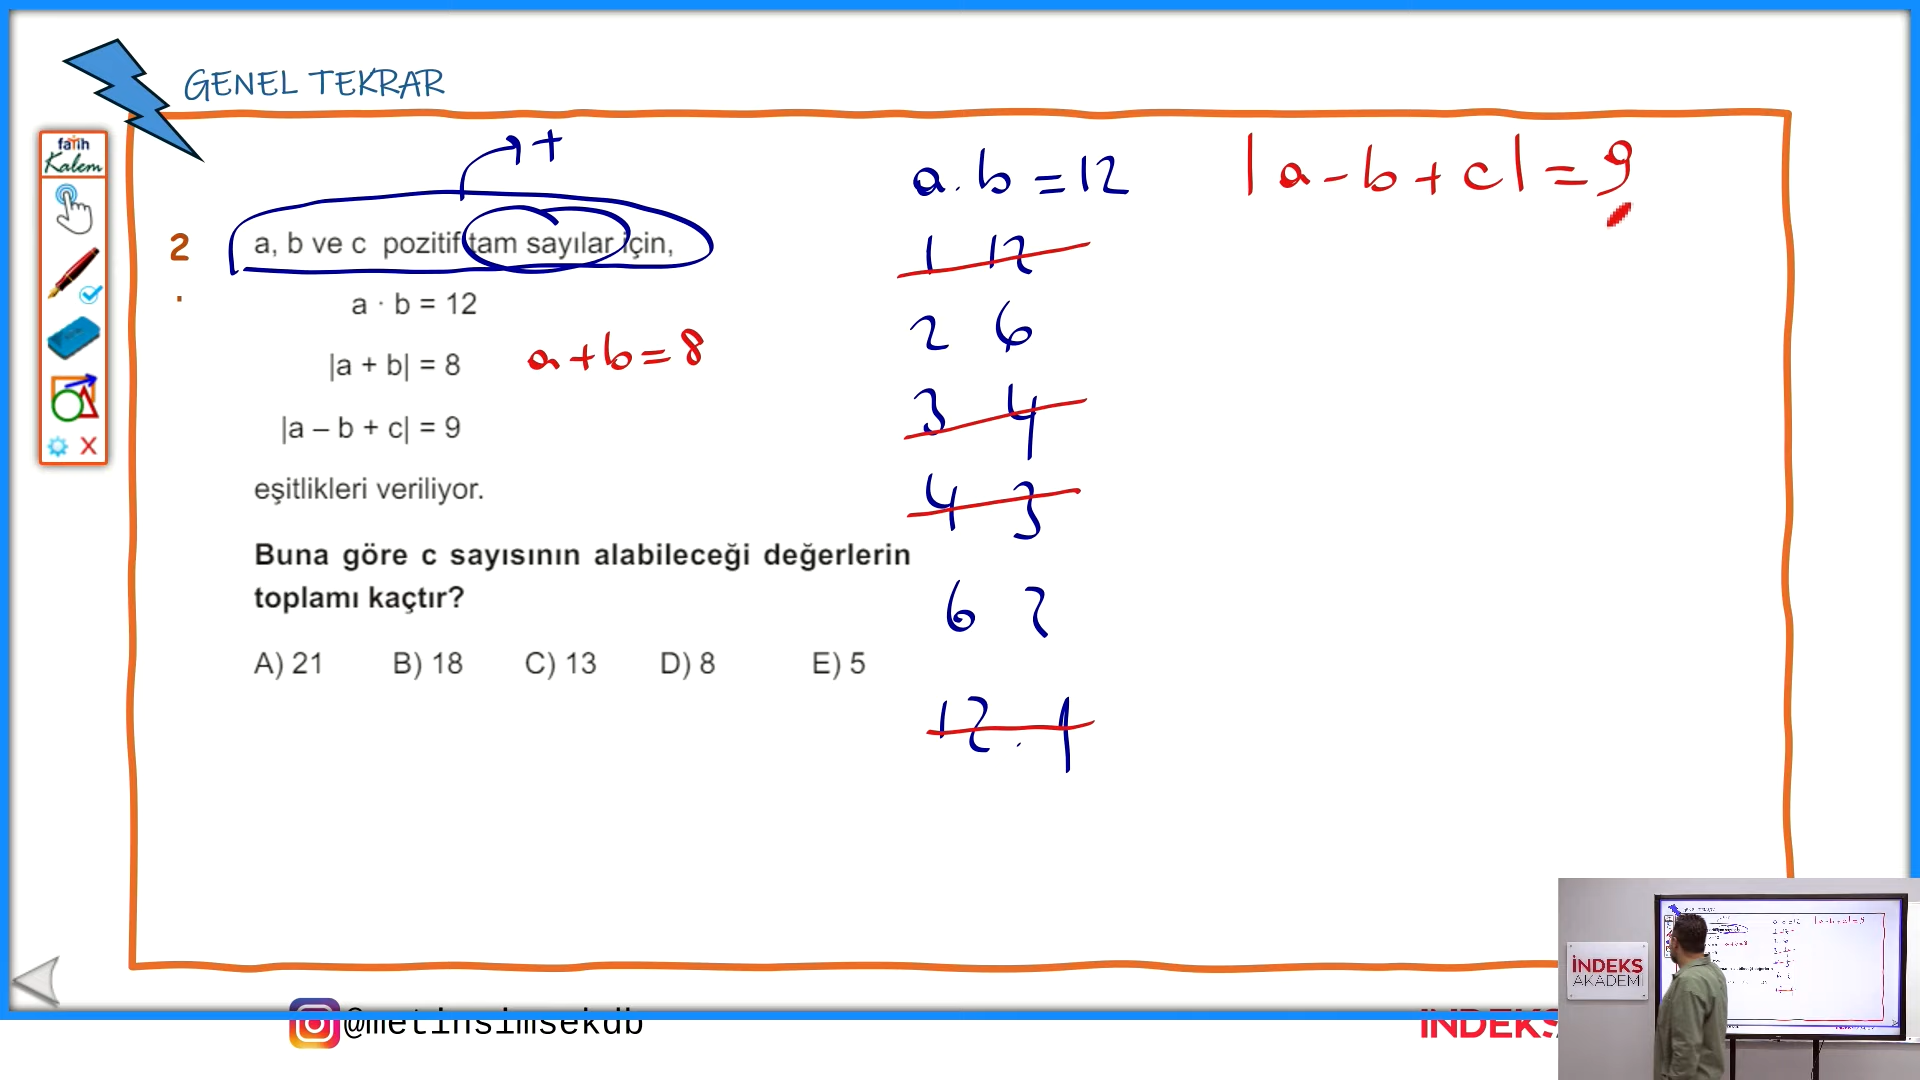 GENEL TEKRAR
fatih
Kalem
2
.
a, b ve c pozitif tam sayılar için,
+
a · b = 12
|a + b| = 8
a + b = 8
|a – b + c| = 9
eşitlikleri veriliyor.
Buna göre c sayısının alabileceği değerlerin
toplamı kaçtır?
A) 21 B) 18 C) 13 D) 8 E) 5
a . b = 12
1 12
2 6
3 4
4 3
6 2
12 . 1
|a - b + c| = 9
X
@metinsimsekdb
INDEKS
İNDEKS
AKADEMİ